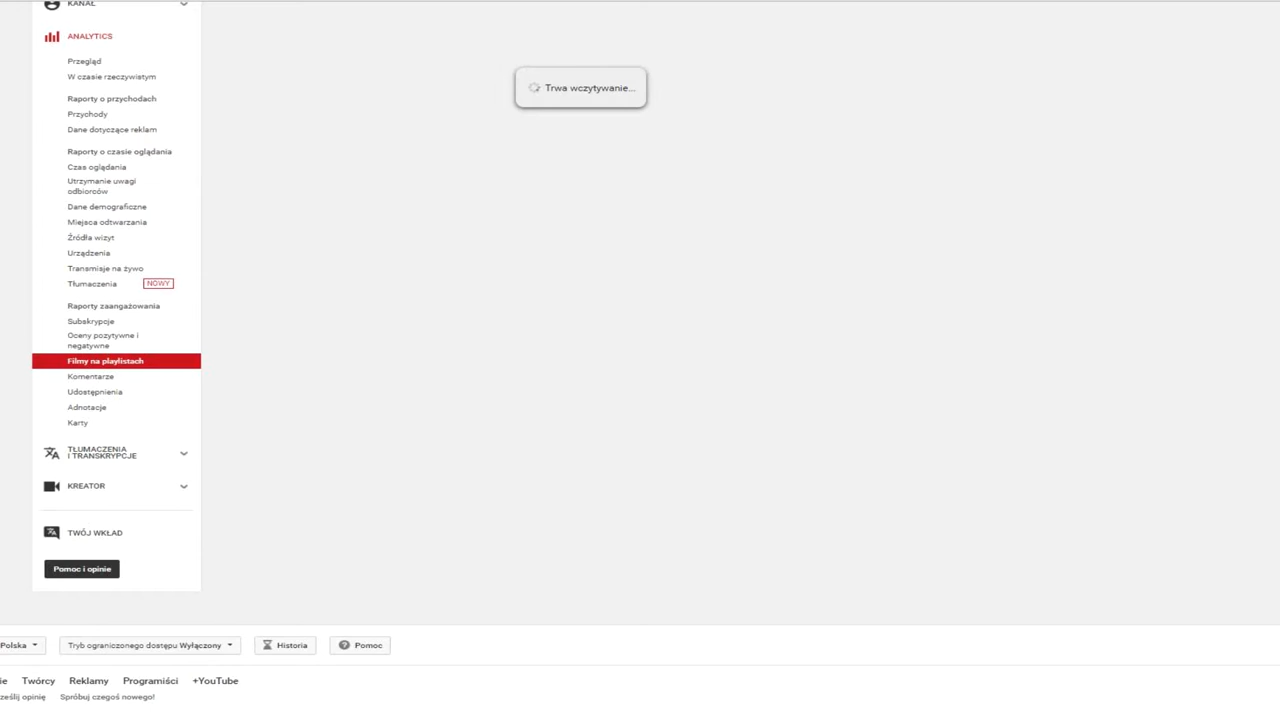 KANAŁ
ANALYTICS
Przegląd
W czasie rzeczywistym
Raporty o przychodach
Przychody
Dane dotyczące reklam
Raporty o czasie oglądania
Czas oglądania
Utrzymanie uwagi
odbiorców
Dane demograficzne
Miejsca odtwarzania
Źródła wizyt
Urządzenia
Transmisje na żywo
Tłumaczenia NOWY
Raporty zaangażowania
Subskrypcje
Oceny pozytywne i
negatywne
Filmy na playlistach
Komentarze
Udostępnienia
Adnotacje
Karty
TŁUMACZENIA
I TRANSKRYPCJE
KREATOR
TWÓJ WKŁAD
Pomoc i opinie
Trwa wczytywanie...
Polska Tryb ograniczonego dostępu Wyłączony Historia Pomoc
ie Twórcy Reklamy Programiści +YouTube
ześlij opinię Spróbuj czegoś nowego!